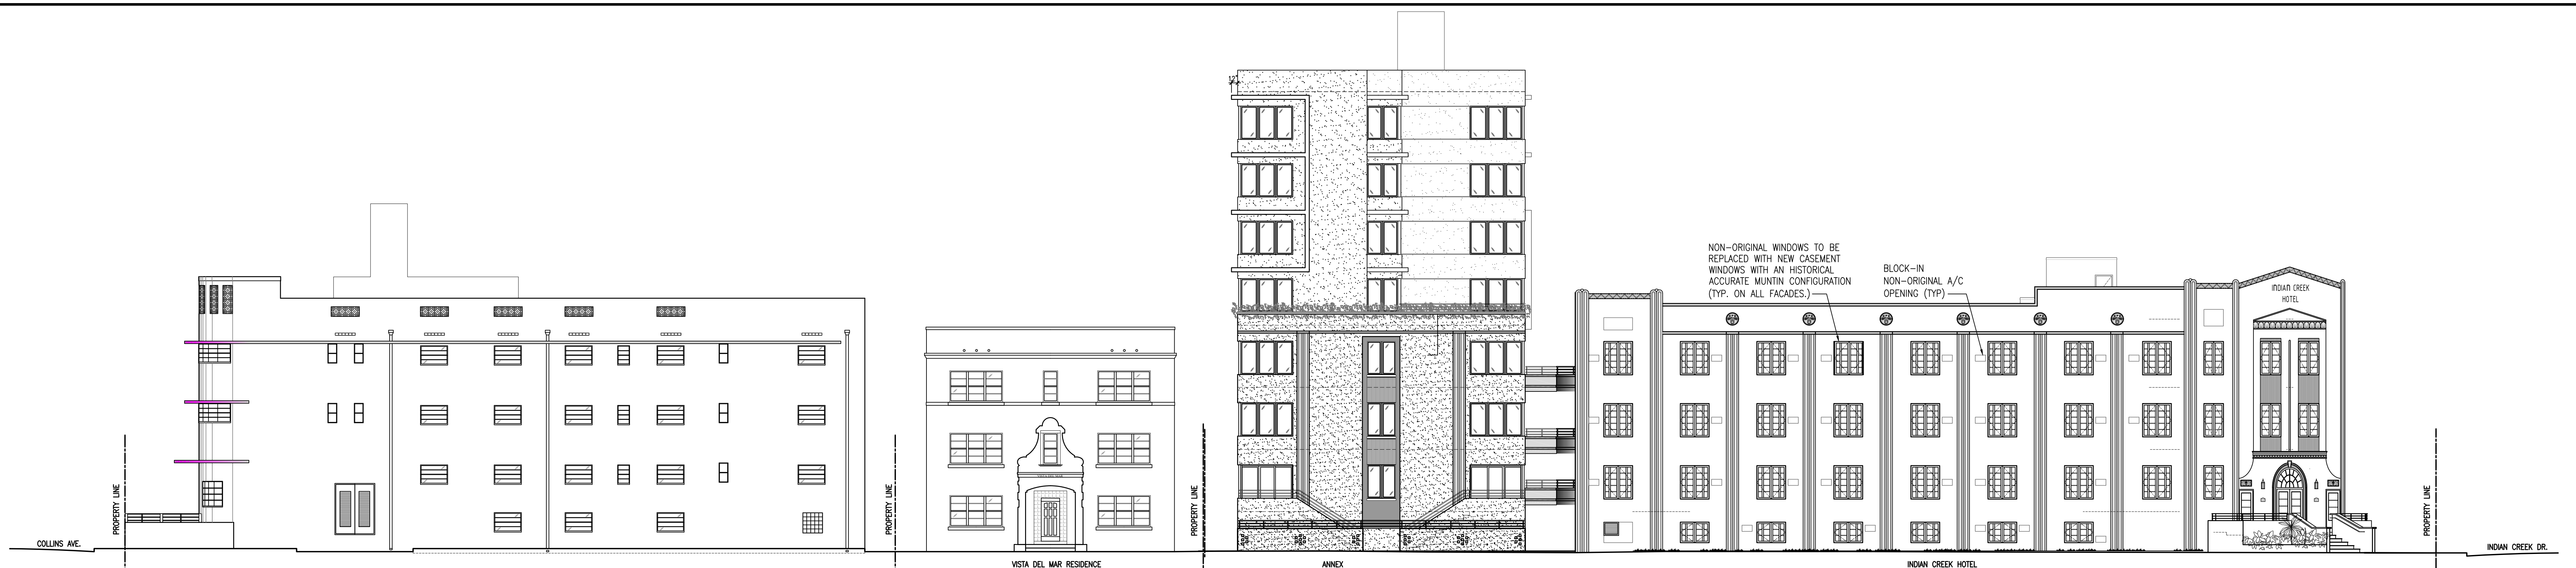 12"
NON-ORIGINAL WINDOWS TO BE
REPLACED WITH NEW CASEMENT
WINDOWS WITH AN HISTORICAL
ACCURATE MUNTIN CONFIGURATION
(TYP. ON ALL FACADES.)
BLOCK-IN
NON-ORIGINAL A/C
OPENING (TYP)
INDIAN CREEK
HOTEL
PROPERTY LINE
PROPERTY LINE
PROPERTY LINE
PROPERTY LINE
COLLINS AVE.
VISTA DEL MAR RESIDENCE
ANNEX
INDIAN CREEK HOTEL
INDIAN CREEK DR.